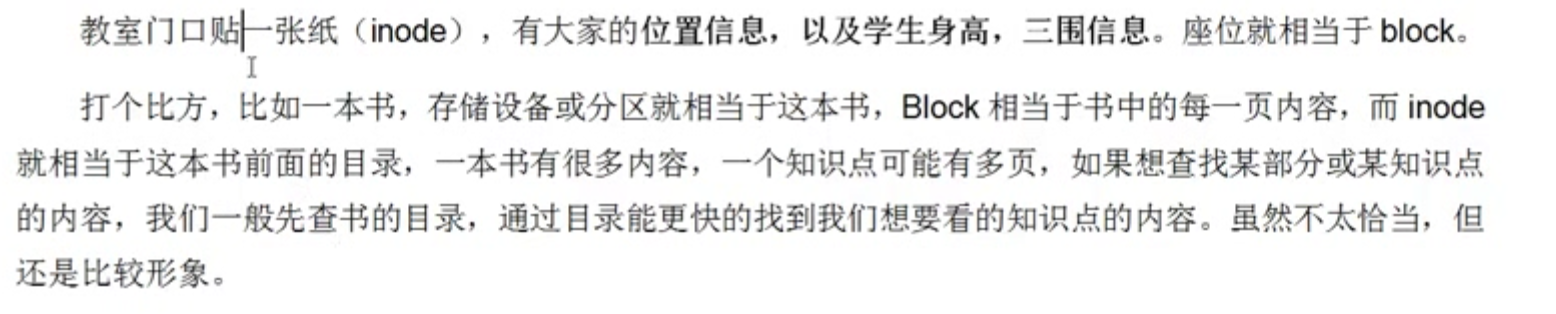 教室门口贴一张纸（inode），有大家的位置信息，以及学生身高，三围信息。座位就相当于 block。
打个比方，比如一本书，存储设备或分区就相当于这本书，Block 相当于书中的每一页内容，而 inode
就相当于这本书前面的目录，一本书有很多内容，一个知识点可能有多页，如果想查找某部分或某知识点
的内容，我们一般先查书的目录，通过目录能更快的找到我们想要看的知识点的内容。虽然不太恰当，但
还是比较形象。